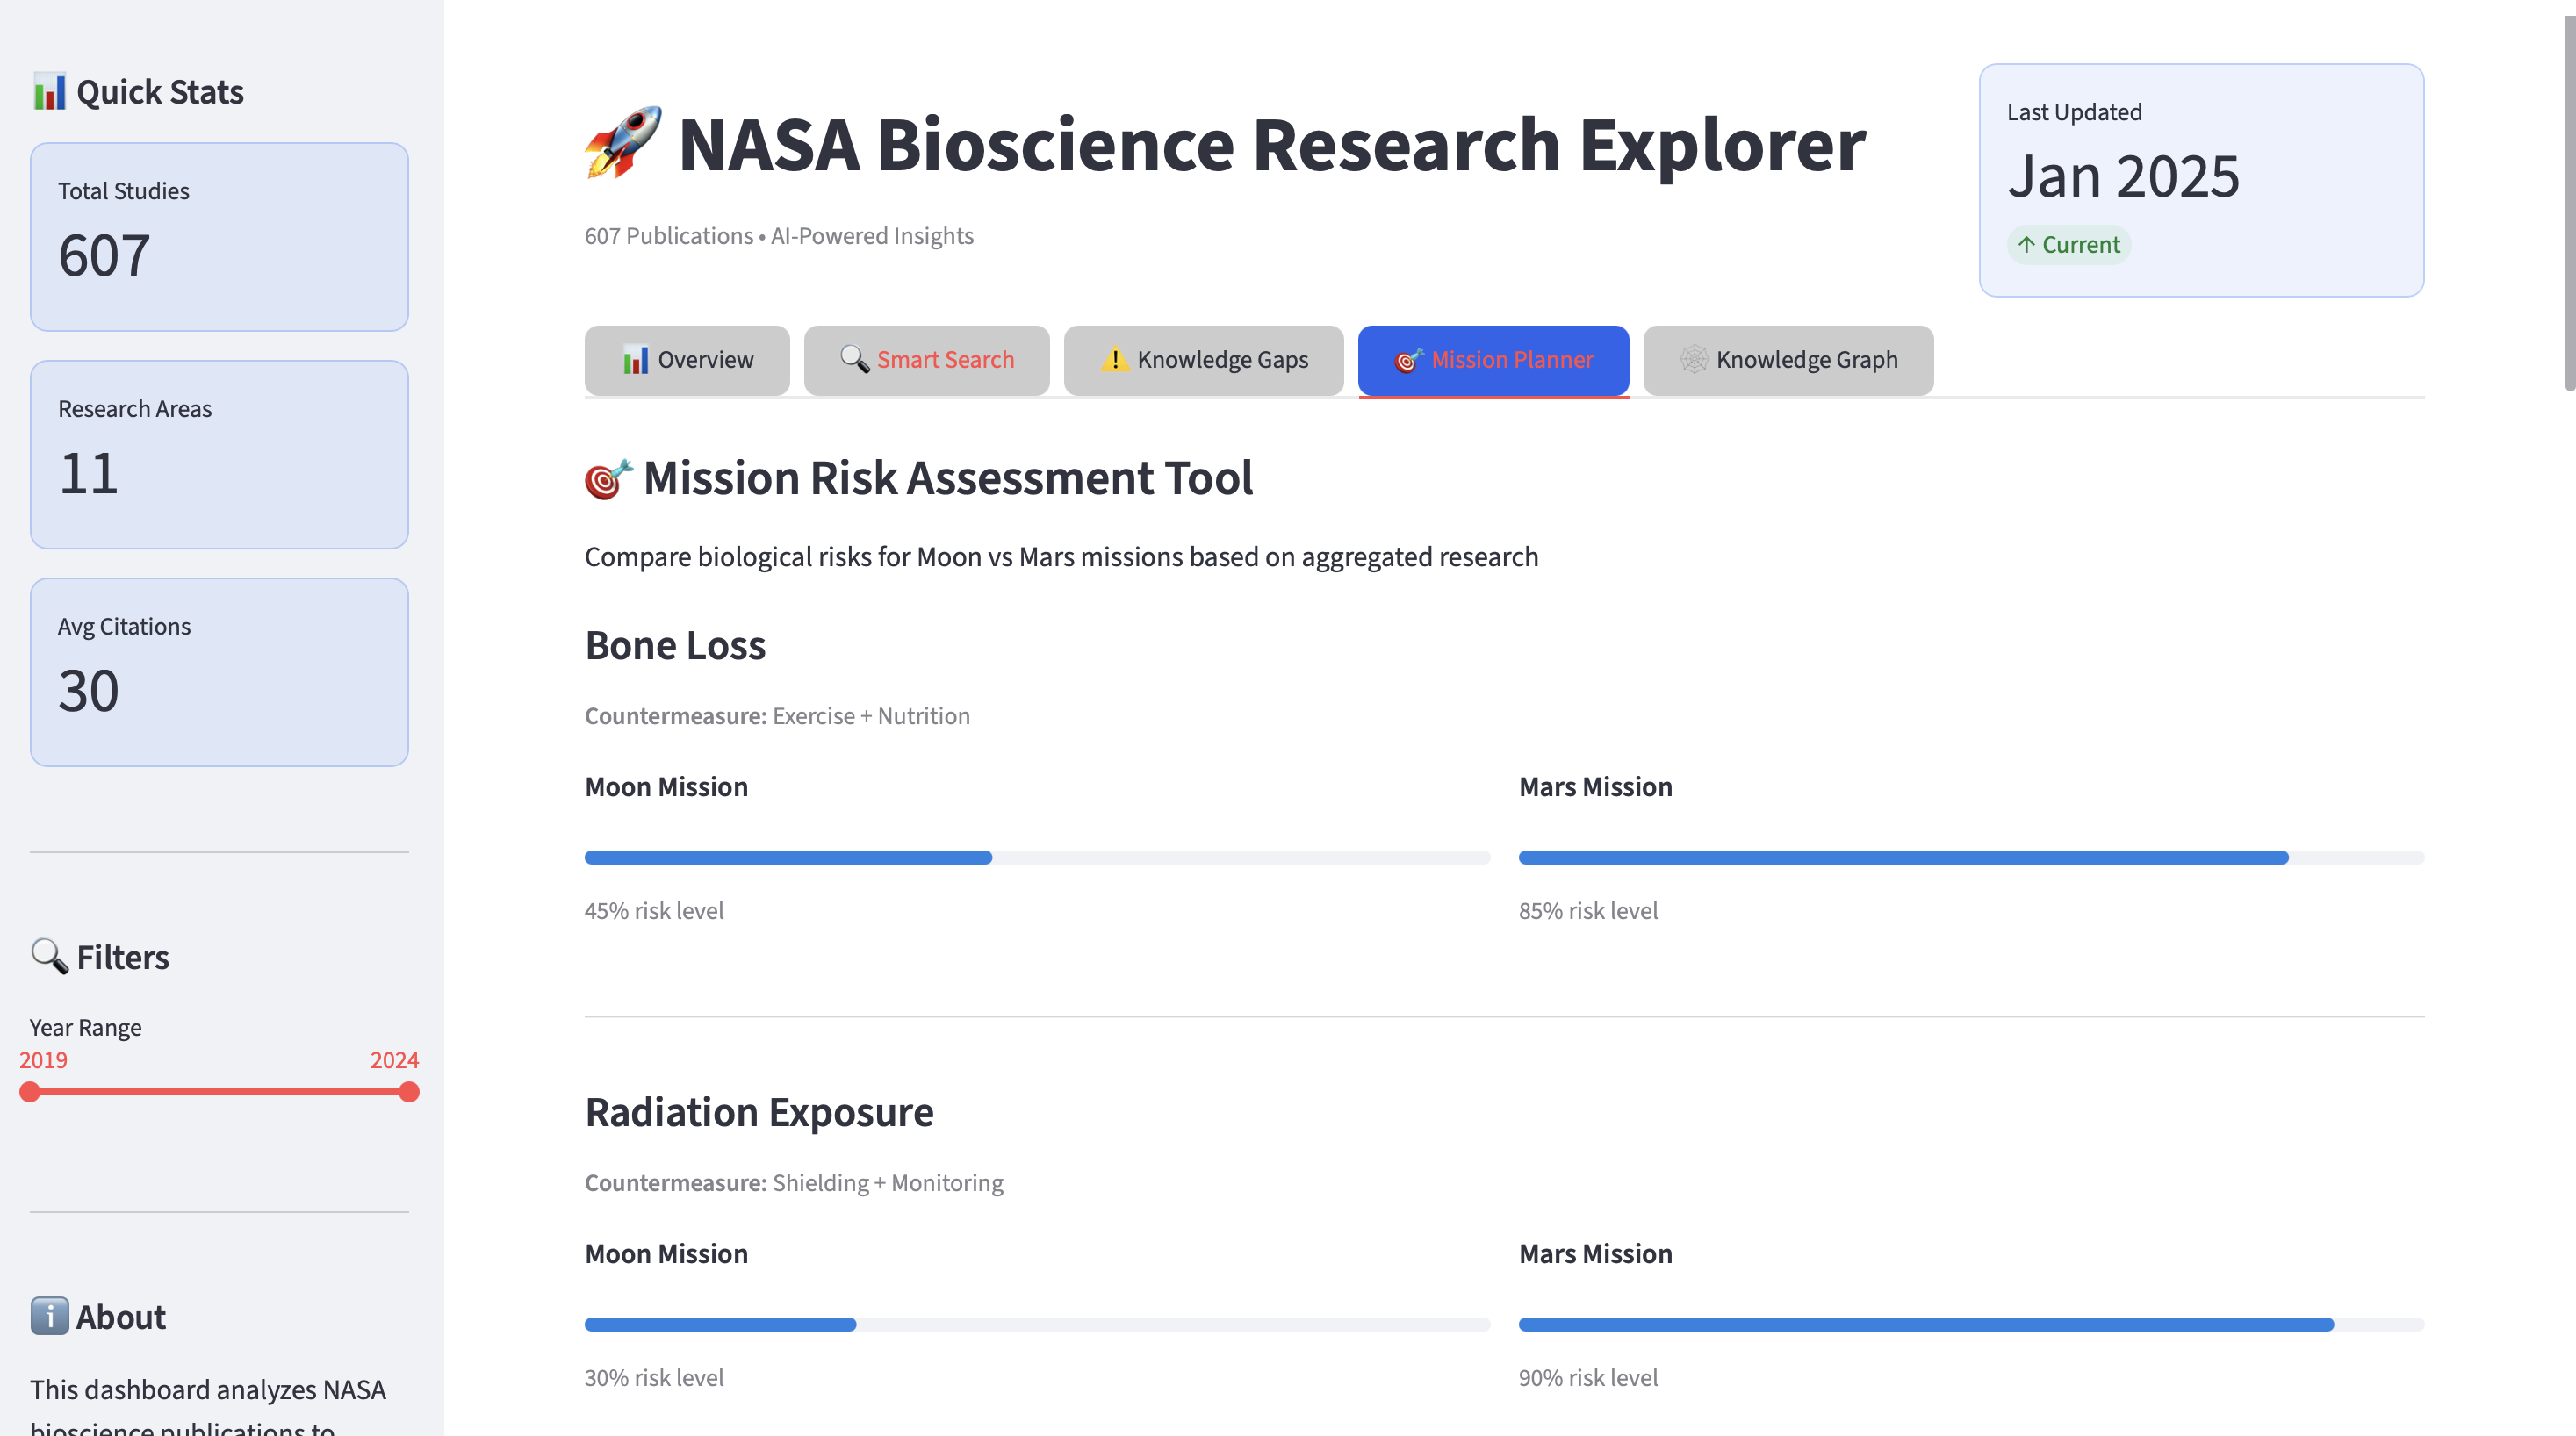 Quick Stats
Total Studies
607
Research Areas
11
Avg Citations
30
Filters
Year Range
2019 2024
About
This dashboard analyzes NASA
bioscience publications to
NASA Bioscience Research Explorer
607 Publications • AI-Powered Insights
Last Updated
Jan 2025
↑ Current
Overview
Smart Search
Knowledge Gaps
Mission Planner
Knowledge Graph
Mission Risk Assessment Tool
Compare biological risks for Moon vs Mars missions based on aggregated research
Bone Loss
Countermeasure: Exercise + Nutrition
Moon Mission
45% risk level
Mars Mission
85% risk level
Radiation Exposure
Countermeasure: Shielding + Monitoring
Moon Mission
30% risk level
Mars Mission
90% risk level